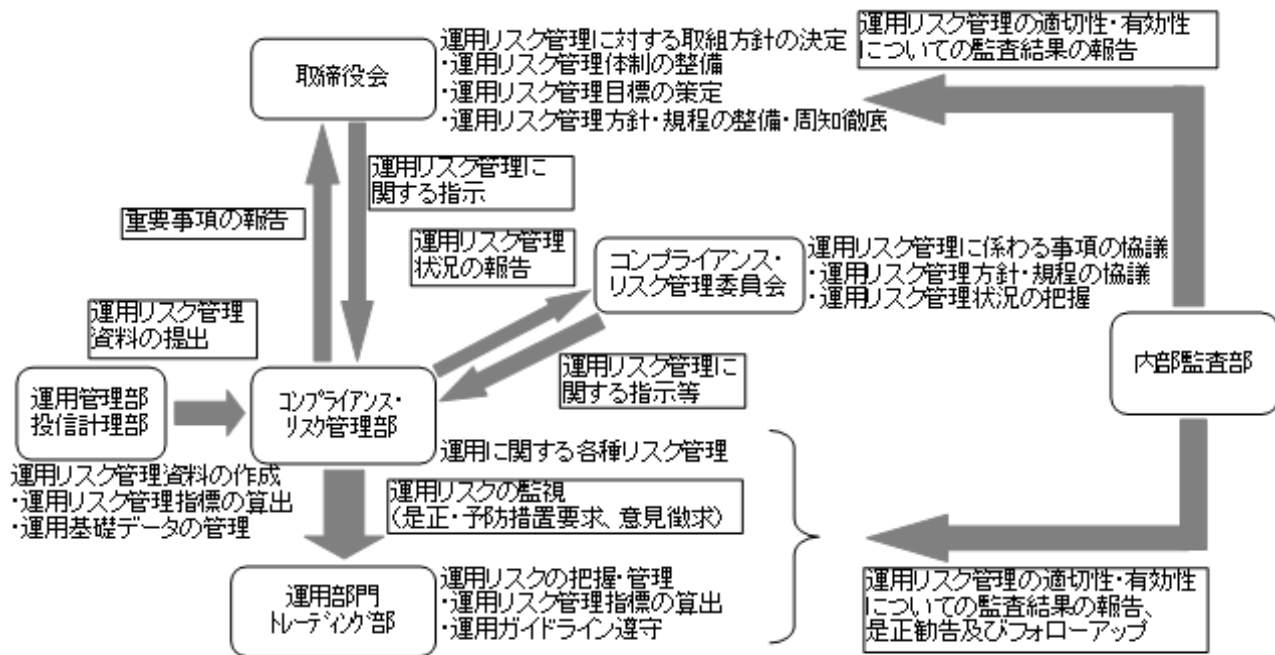 取締役会
運用リスク管理に対する取組方針の決定
・運用リスク管理体制の整備
・運用リスク管理目標の策定
・運用リスク管理方針・規程の整備・周知徹底
運用リスク管理の適切性・有効性
についての監査結果の報告
運用リスク管理に
関する指示
重要事項の報告
運用リスク管理
状況の報告
コンプライアンス・
リスク管理委員会
運用リスク管理に係わる事項の協議
・運用リスク管理方針・規程の協議
・運用リスク管理状況の把握
運用リスク管理
資料の提出
内部監査部
運用管理部
投信計理部
コンプライアンス・
リスク管理部
運用リスク管理に
関する指示等
運用に関する各種リスク管理
運用リスク管理資料の作成
・運用リスク管理指標の算出
・運用基礎データの管理
運用リスクの監視
(是正・予防措置要求、意見徴求)
運用部門
トレーディング部
運用リスクの把握・管理
・運用リスク管理指標の算出
・運用ガイドライン遵守
運用リスク管理の適切性・有効性
についての監査結果の報告、
是正勧告及びフォローアップ